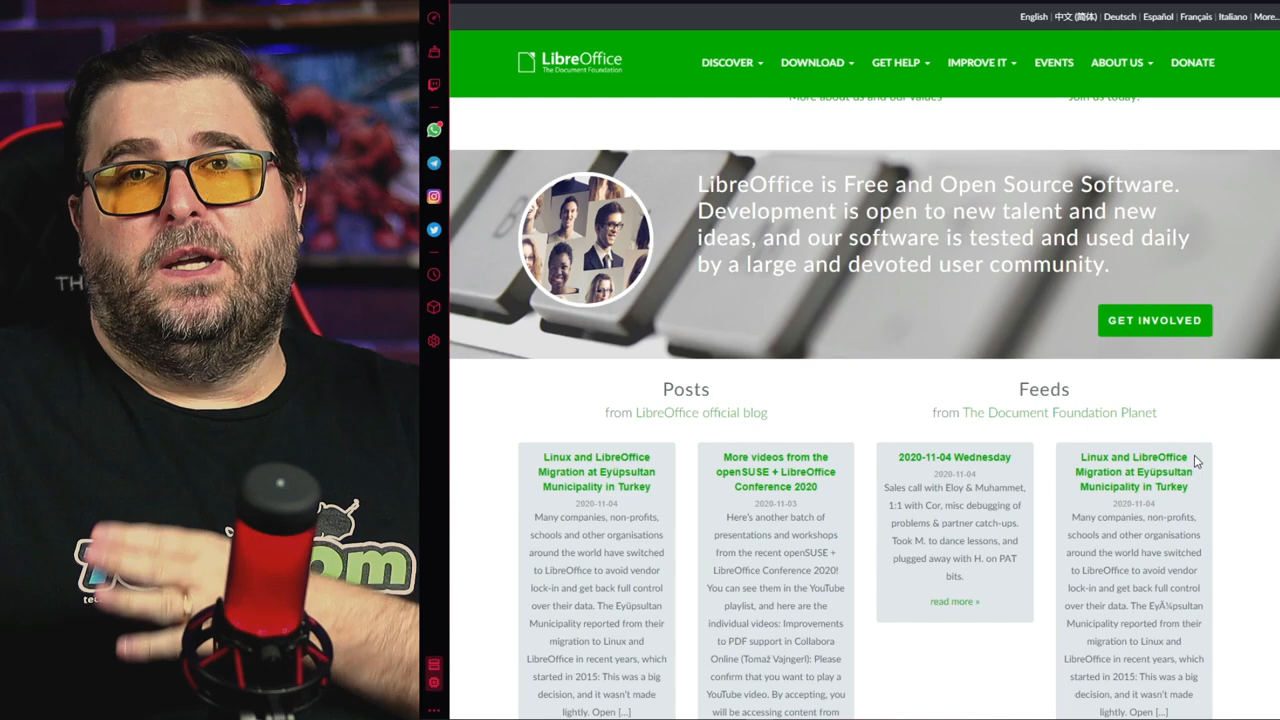 English | 中文 (简体) | Deutsch | Español | Français | Italiano | More...
LibreOffice
The Document Foundation
DISCOVER
DOWNLOAD
GET HELP
IMPROVE IT
EVENTS
ABOUT US
DONATE
More about us and our values
Join us today!
LibreOffice is Free and Open Source Software.
Development is open to new talent and new
ideas, and our software is tested and used daily
by a large and devoted user community.
GET INVOLVED
Posts
from LibreOffice official blog
Feeds
from The Document Foundation Planet
Linux and LibreOffice
Migration at Eyüpsultan
Municipality in Turkey
2020-11-04
Many companies, non-profits,
schools and other organisations
around the world have switched
to LibreOffice to avoid vendor
lock-in and get back full control
over their data. The Eyüpsultan
Municipality reported from their
migration to Linux and
LibreOffice in recent years, which
started in 2015: This was a big
decision, and it wasn't made
lightly. Open [...]
More videos from the
openSUSE + LibreOffice
Conference 2020
2020-11-03
Here's another batch of
presentations and workshops
from the recent openSUSE +
LibreOffice Conference 2020!
You can see them in the YouTube
playlist, and here are the
individual videos: Improvements
to PDF support in Collabora
Online (Tomaž Vajngerl): Please
confirm that you want to play a
YouTube video. By accepting, you
will be accessing content from
2020-11-04 Wednesday
2020-11-04
Sales call with Eloy & Muhammet,
1:1 with Cor, misc debugging of
problems & partner catch-ups.
Took M. to dance lessons, and
plugged away with H. on PAT
bits.
read more »
Linux and LibreOffice
Migration at Eyüpsultan
Municipality in Turkey
2020-11-04
Many companies, non-profits,
schools and other organisations
around the world have switched
to LibreOffice to avoid vendor
lock-in and get back full control
over their data. The EyÃ¼psultan
Municipality reported from their
migration to Linux and
LibreOffice in recent years, which
started in 2015: This was a big
decision, and it wasn't made
lightly. Open [...]
TH